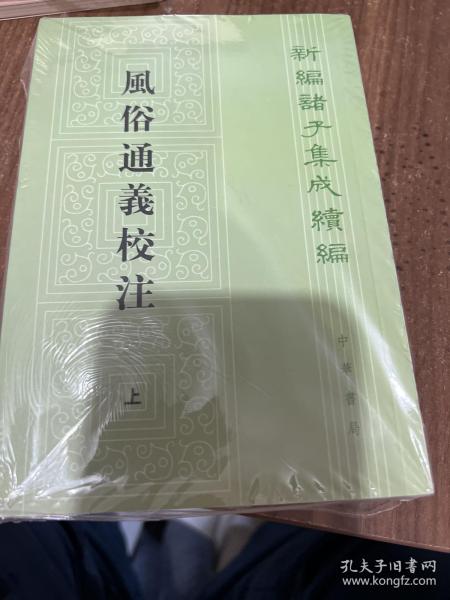 新編諸子集成續編
風俗通義校注
上
中華書局
孔夫子旧书网
www.kongfz.com